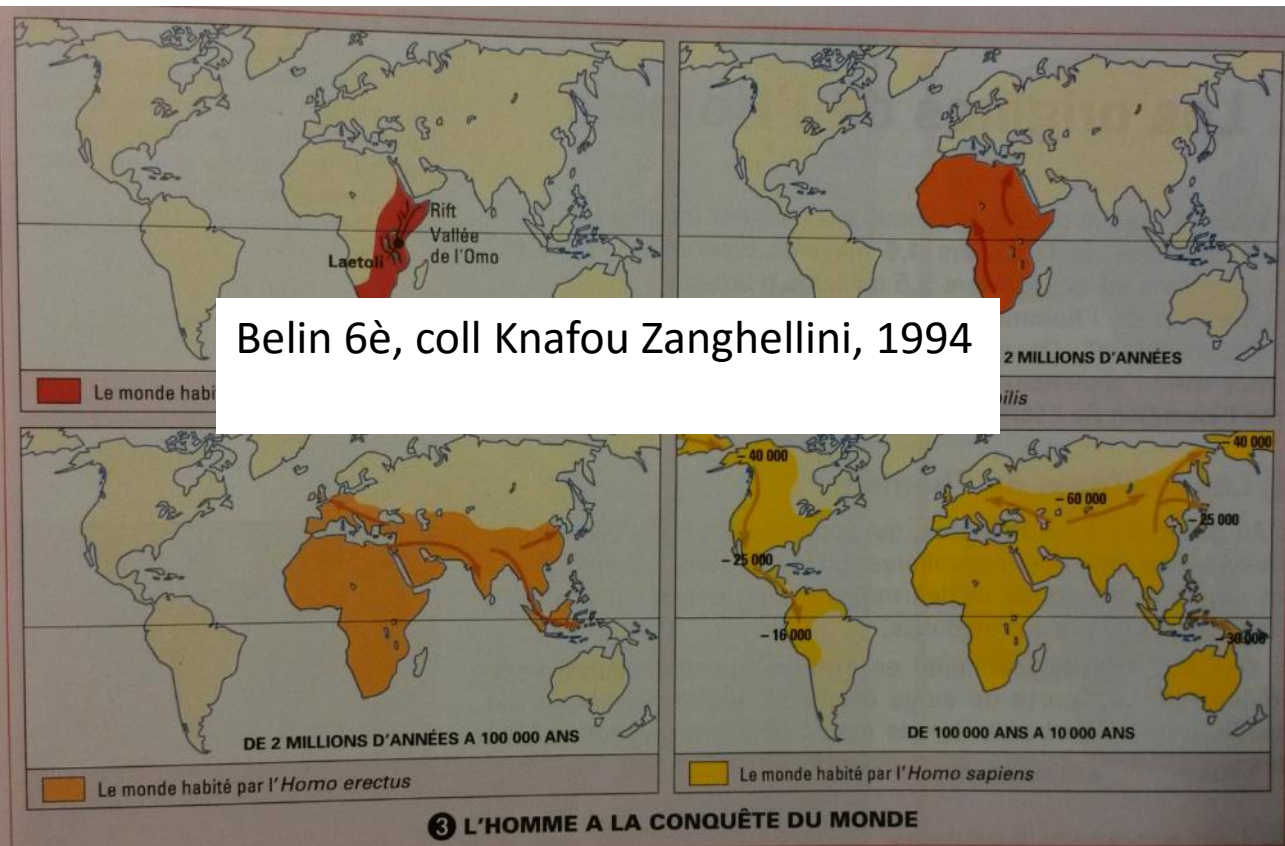 Rift
Vallée
de l'Omo
Laetoli
Belin 6è, coll Knafou Zanghellini, 1994
2 MILLIONS D'ANNÉES
Le monde
- 40 000
- 25 000
- 16 000
- 60 000
- 40 000
- 25 000
DE 2 MILLIONS D'ANNÉES A 100 000 ANS
DE 100 000 ANS A 10 000 ANS
Le monde habité par l'Homo erectus
Le monde habité par l'Homo sapiens
3 L'HOMME A LA CONQUÊTE DU MONDE